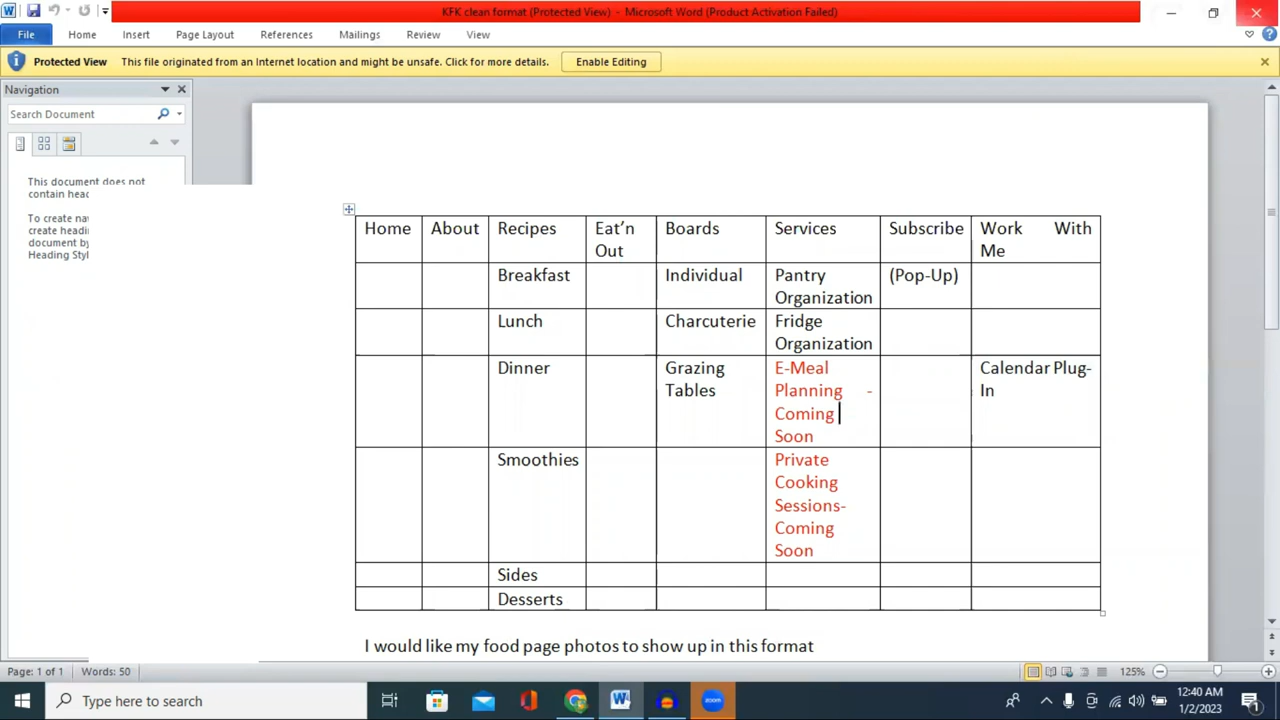 KFK clean format (Protected View) - Microsoft Word (Product Activation Failed)
File Home Insert Page Layout References Mailings Review View
Protected View This file originated from an Internet location and might be unsafe. Click for more details. Enable Editing
Navigation
Search Document
This document does not
contain head
To create nav
create headi
document by
Heading Styl
Home About Recipes Eat'n Out Boards Services Subscribe Work With Me
Breakfast Individual Pantry Organization (Pop-Up)
Lunch Charcuterie Fridge Organization
Dinner Grazing Tables E-Meal Planning - Coming Soon Calendar Plug-In
Smoothies Private Cooking Sessions- Coming Soon
Sides
Desserts
I would like my food page photos to show up in this format
Page: 1 of 1 Words: 50 125%
Type here to search
zoom
12:40 AM
1/2/2023